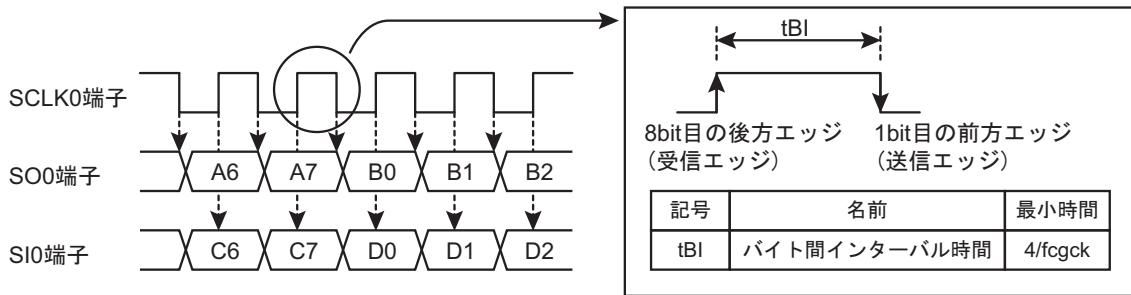 SCLK0端子
SO0端子
A6 A7 B0 B1 B2
SI0端子
C6 C7 D0 D1 D2
tBI
8bit目の後方エッジ
(受信エッジ)
1bit目の前方エッジ
(送信エッジ)
記号 名前 最小時間
tBI バイト間インターバル時間 4/fcgck